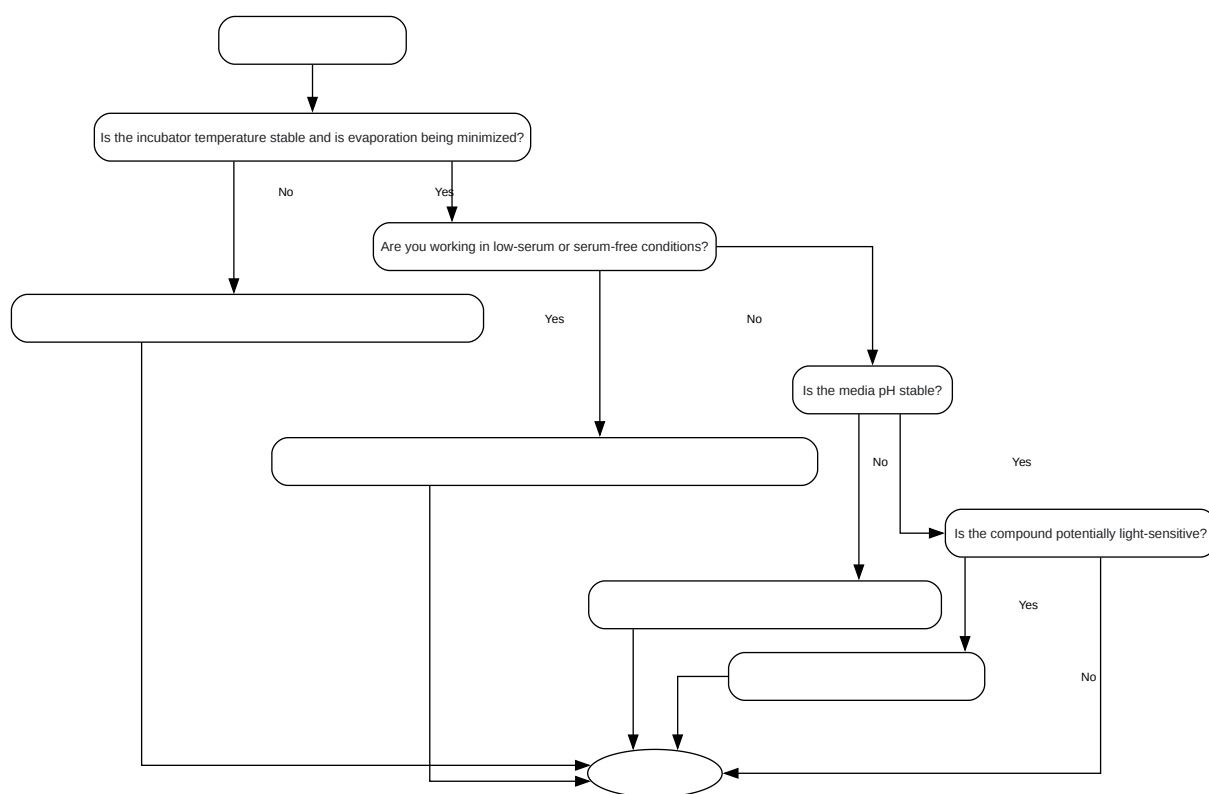 Is the incubator temperature stable and is evaporation being minimized?
No
Yes
Are you working in low-serum or serum-free conditions?
Yes
No
Is the media pH stable?
No
Yes
Is the compound potentially light-sensitive?
Yes
No